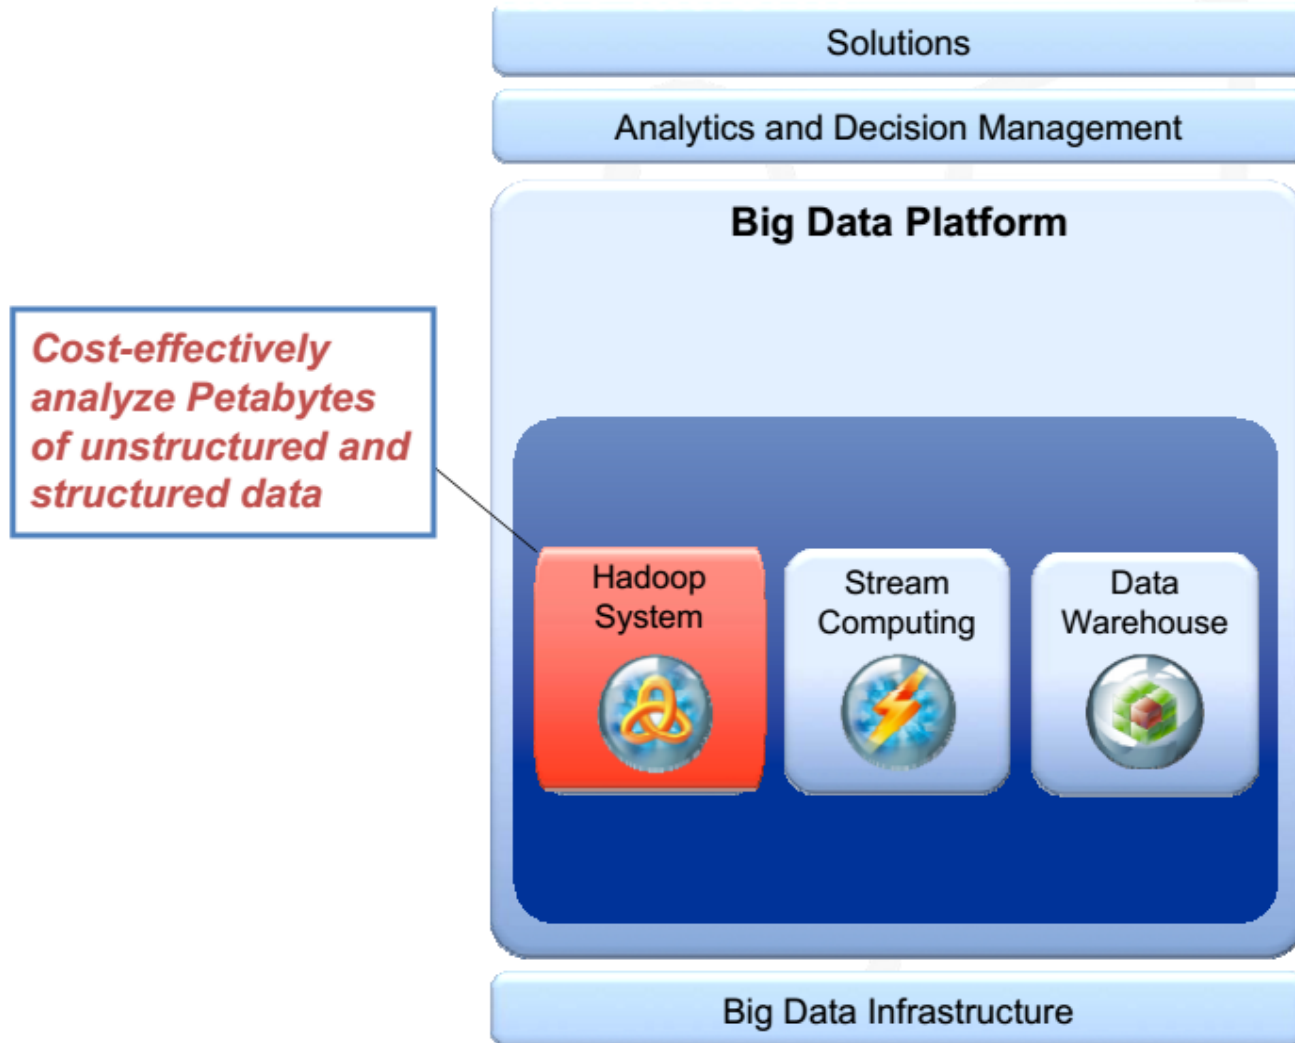 Solutions
Analytics and Decision Management
Big Data Platform
Cost-effectively
analyze Petabytes
of unstructured and
structured data
Hadoop
System
Stream
Computing
Data
Warehouse
Big Data Infrastructure